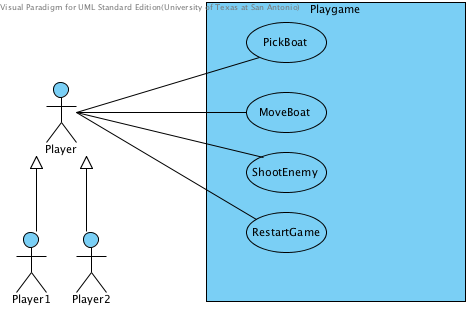 Visual Paradigm for UML Standard Edition(University of Texas at San Antonio)
Playgame
PickBoat
MoveBoat
Player
ShootEnemy
RestartGame
Player1
Player2